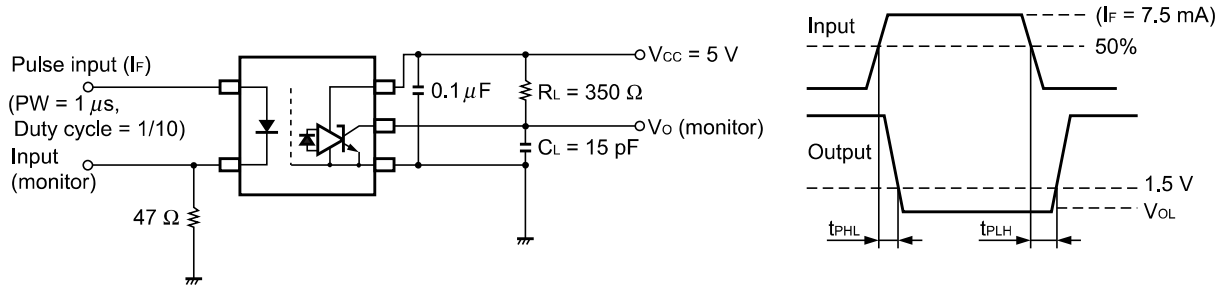 Pulse input (IF)
(PW = 1 μs,
Duty cycle = 1/10)
Input
(monitor)
47 Ω
0.1 μF
VCC = 5 V
RL = 350 Ω
VO (monitor)
CL = 15 pF
Input
(IF = 7.5 mA)
50%
Output
1.5 V
VOL
tPHL
tPLH